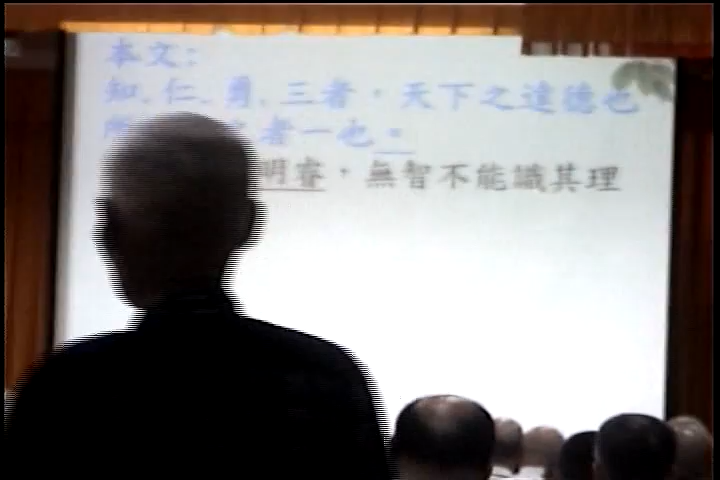 本文：
知、仁、勇、三者，天下之達德也
者一也。
明睿，無智不能識其理